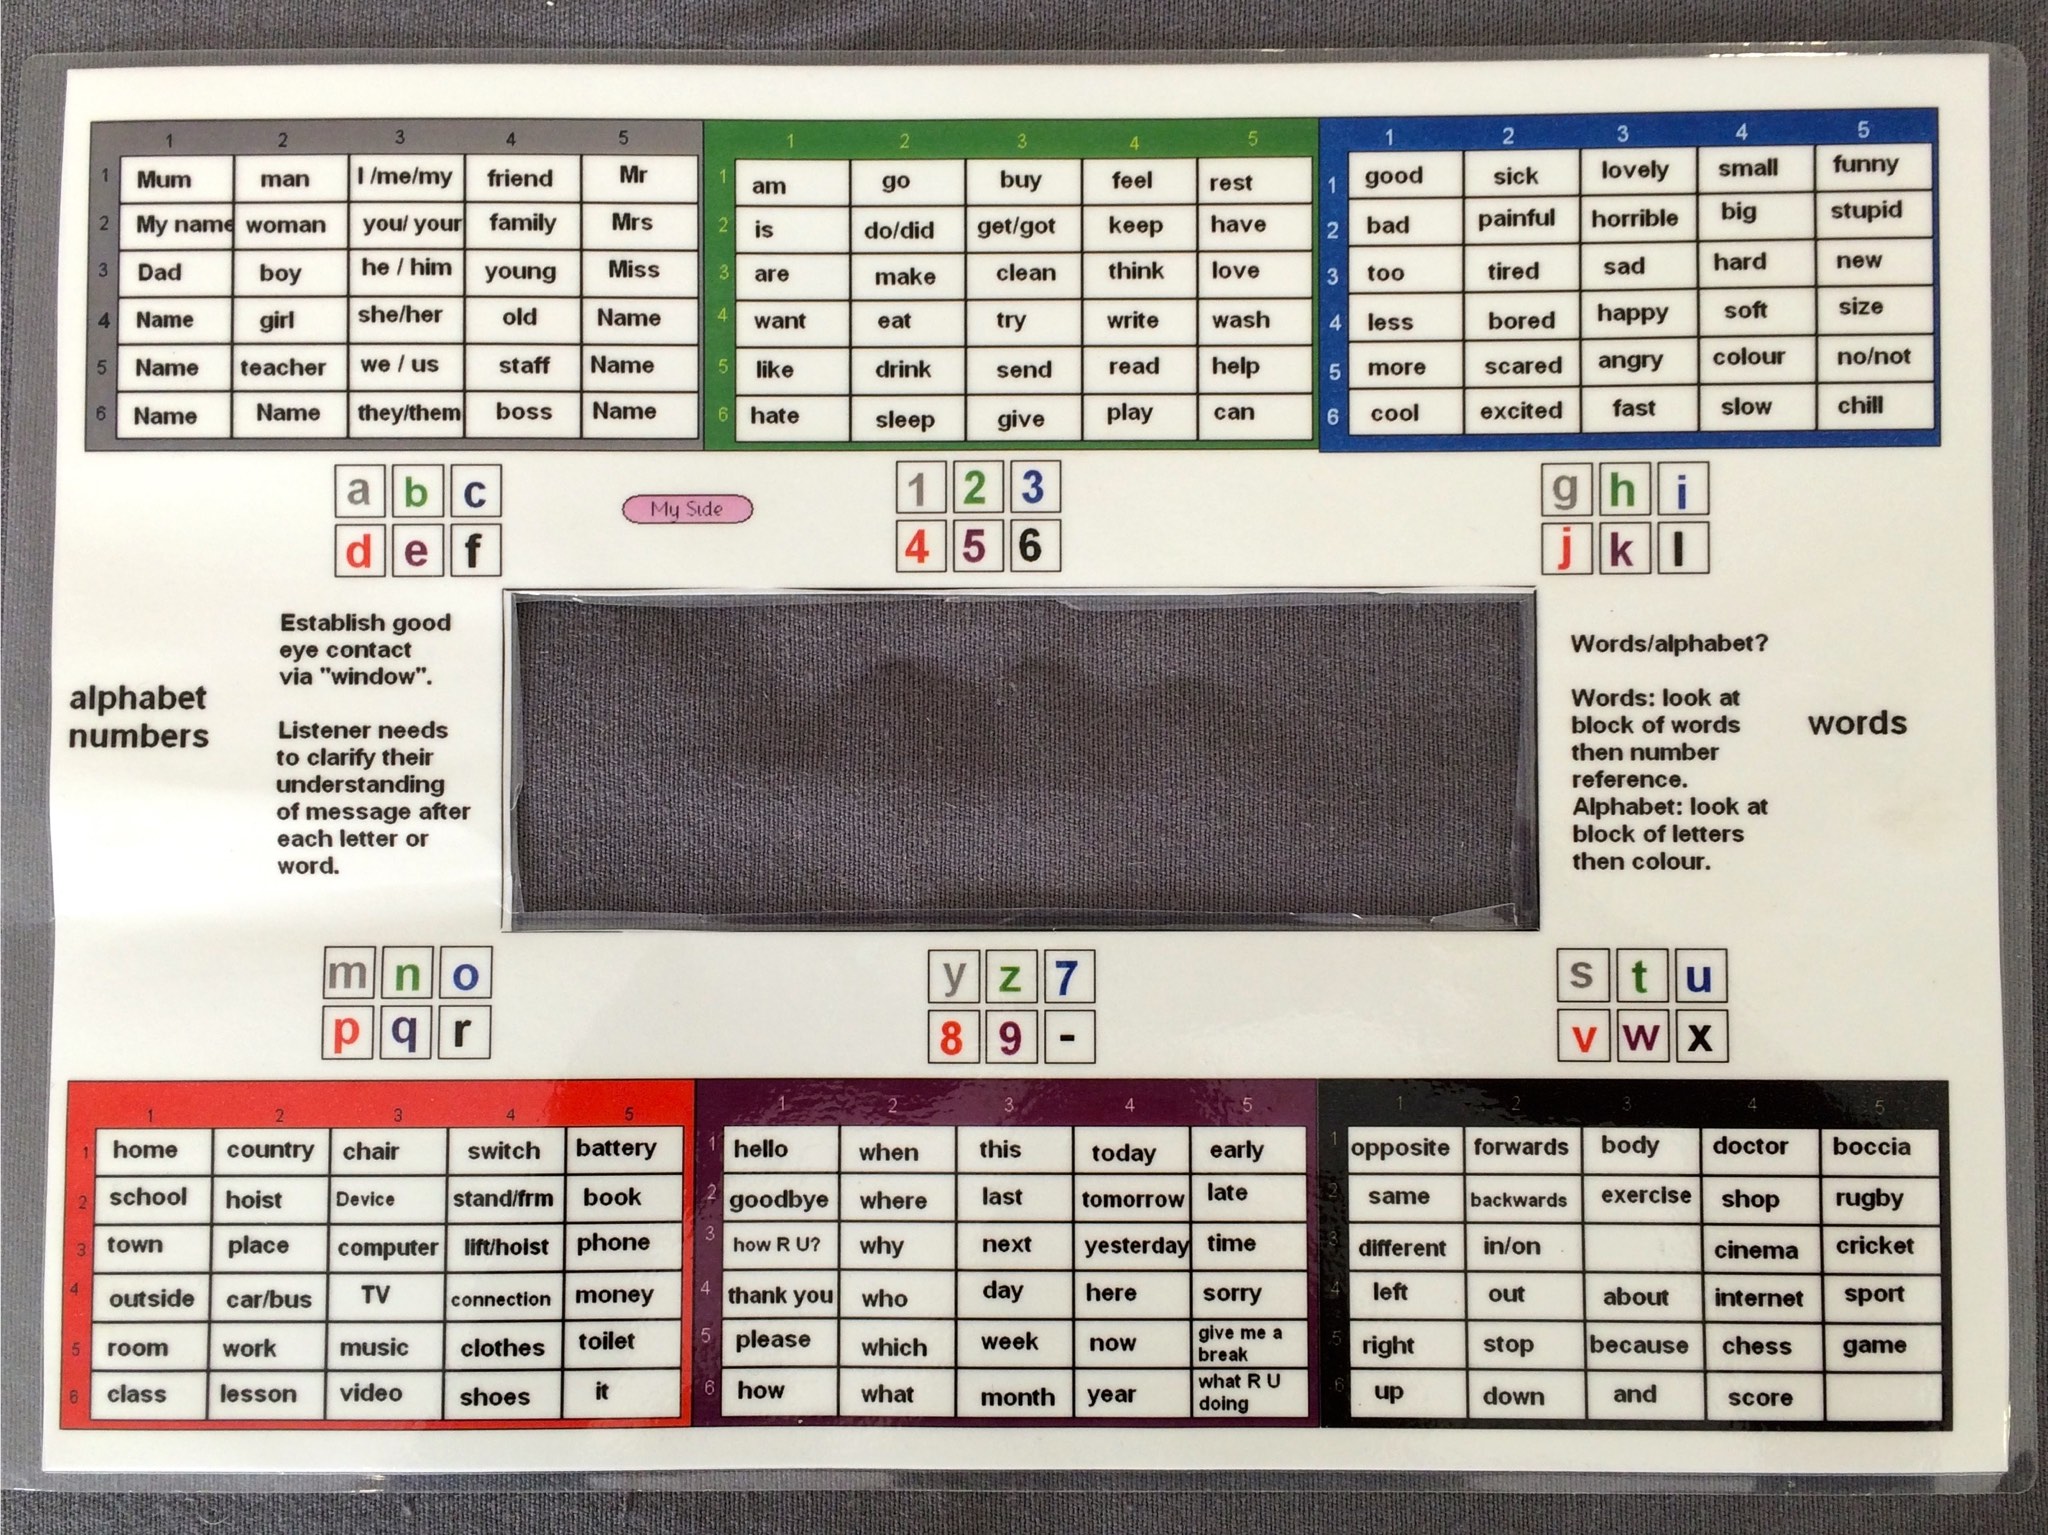 1 2 3 4 5
1 Mum man I /me/my friend Mr
2 My name woman you/ your family Mrs
3 Dad boy he / him young Miss
4 Name girl she/her old Name
5 Name teacher we / us staff Name
6 Name Name they/them boss Name
1 2 3 4 5
1 am go buy feel rest
2 is do/did get/got keep have
3 are make clean think love
4 want eat try write wash
5 like drink send read help
6 hate sleep give play can
1 2 3 4 5
1 good sick lovely small funny
2 bad painful horrible big stupid
3 too tired sad hard new
4 less bored happy soft size
5 more scared angry colour no/not
6 cool excited fast slow chill
a b c
d e f
My Side
1 2 3
4 5 6
g h i
j k l
alphabet
numbers
Establish good
eye contact
via "window".
Listener needs
to clarify their
understanding
of message after
each letter or
word.
Words/alphabet?
Words: look at
block of words
then number
reference.
Alphabet: look at
block of letters
then colour.
words
m n o
p q r
y z 7
8 9 -
s t u
v w x
1 2 3 4 5
1 home country chair switch battery
2 school hoist Device stand/frm book
3 town place computer lift/hoist phone
4 outside car/bus TV connection money
5 room work music clothes toilet
6 class lesson video shoes it
1 2 3 4 5
1 hello when this today early
2 goodbye where last tomorrow late
3 how R U? why next yesterday time
4 thank you who day here sorry
5 please which week now give me a
break
6 how what month year what R U
doing
1 2 3 4 5
1 opposite forwards body doctor boccia
2 same backwards exercise shop rugby
3 different in/on cinema cricket
4 left out about internet sport
5 right stop because chess game
6 up down and score